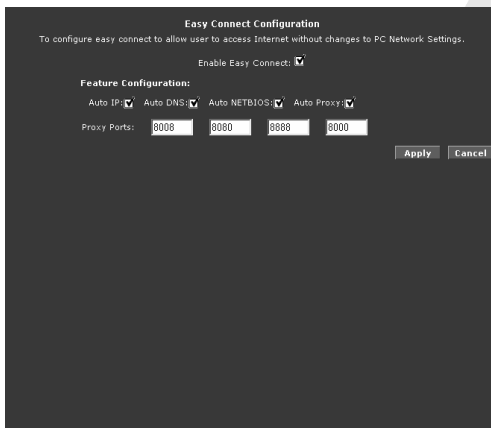 Easy Connect Configuration
To configure easy connect to allow user to access Internet without changes to PC Network Settings.
Enable Easy Connect:
Feature Configuration:
Auto IP: Auto DNS: Auto NETBIOS: Auto Proxy:
Proxy Ports: 8008 8080 8888 8000
Apply Cancel